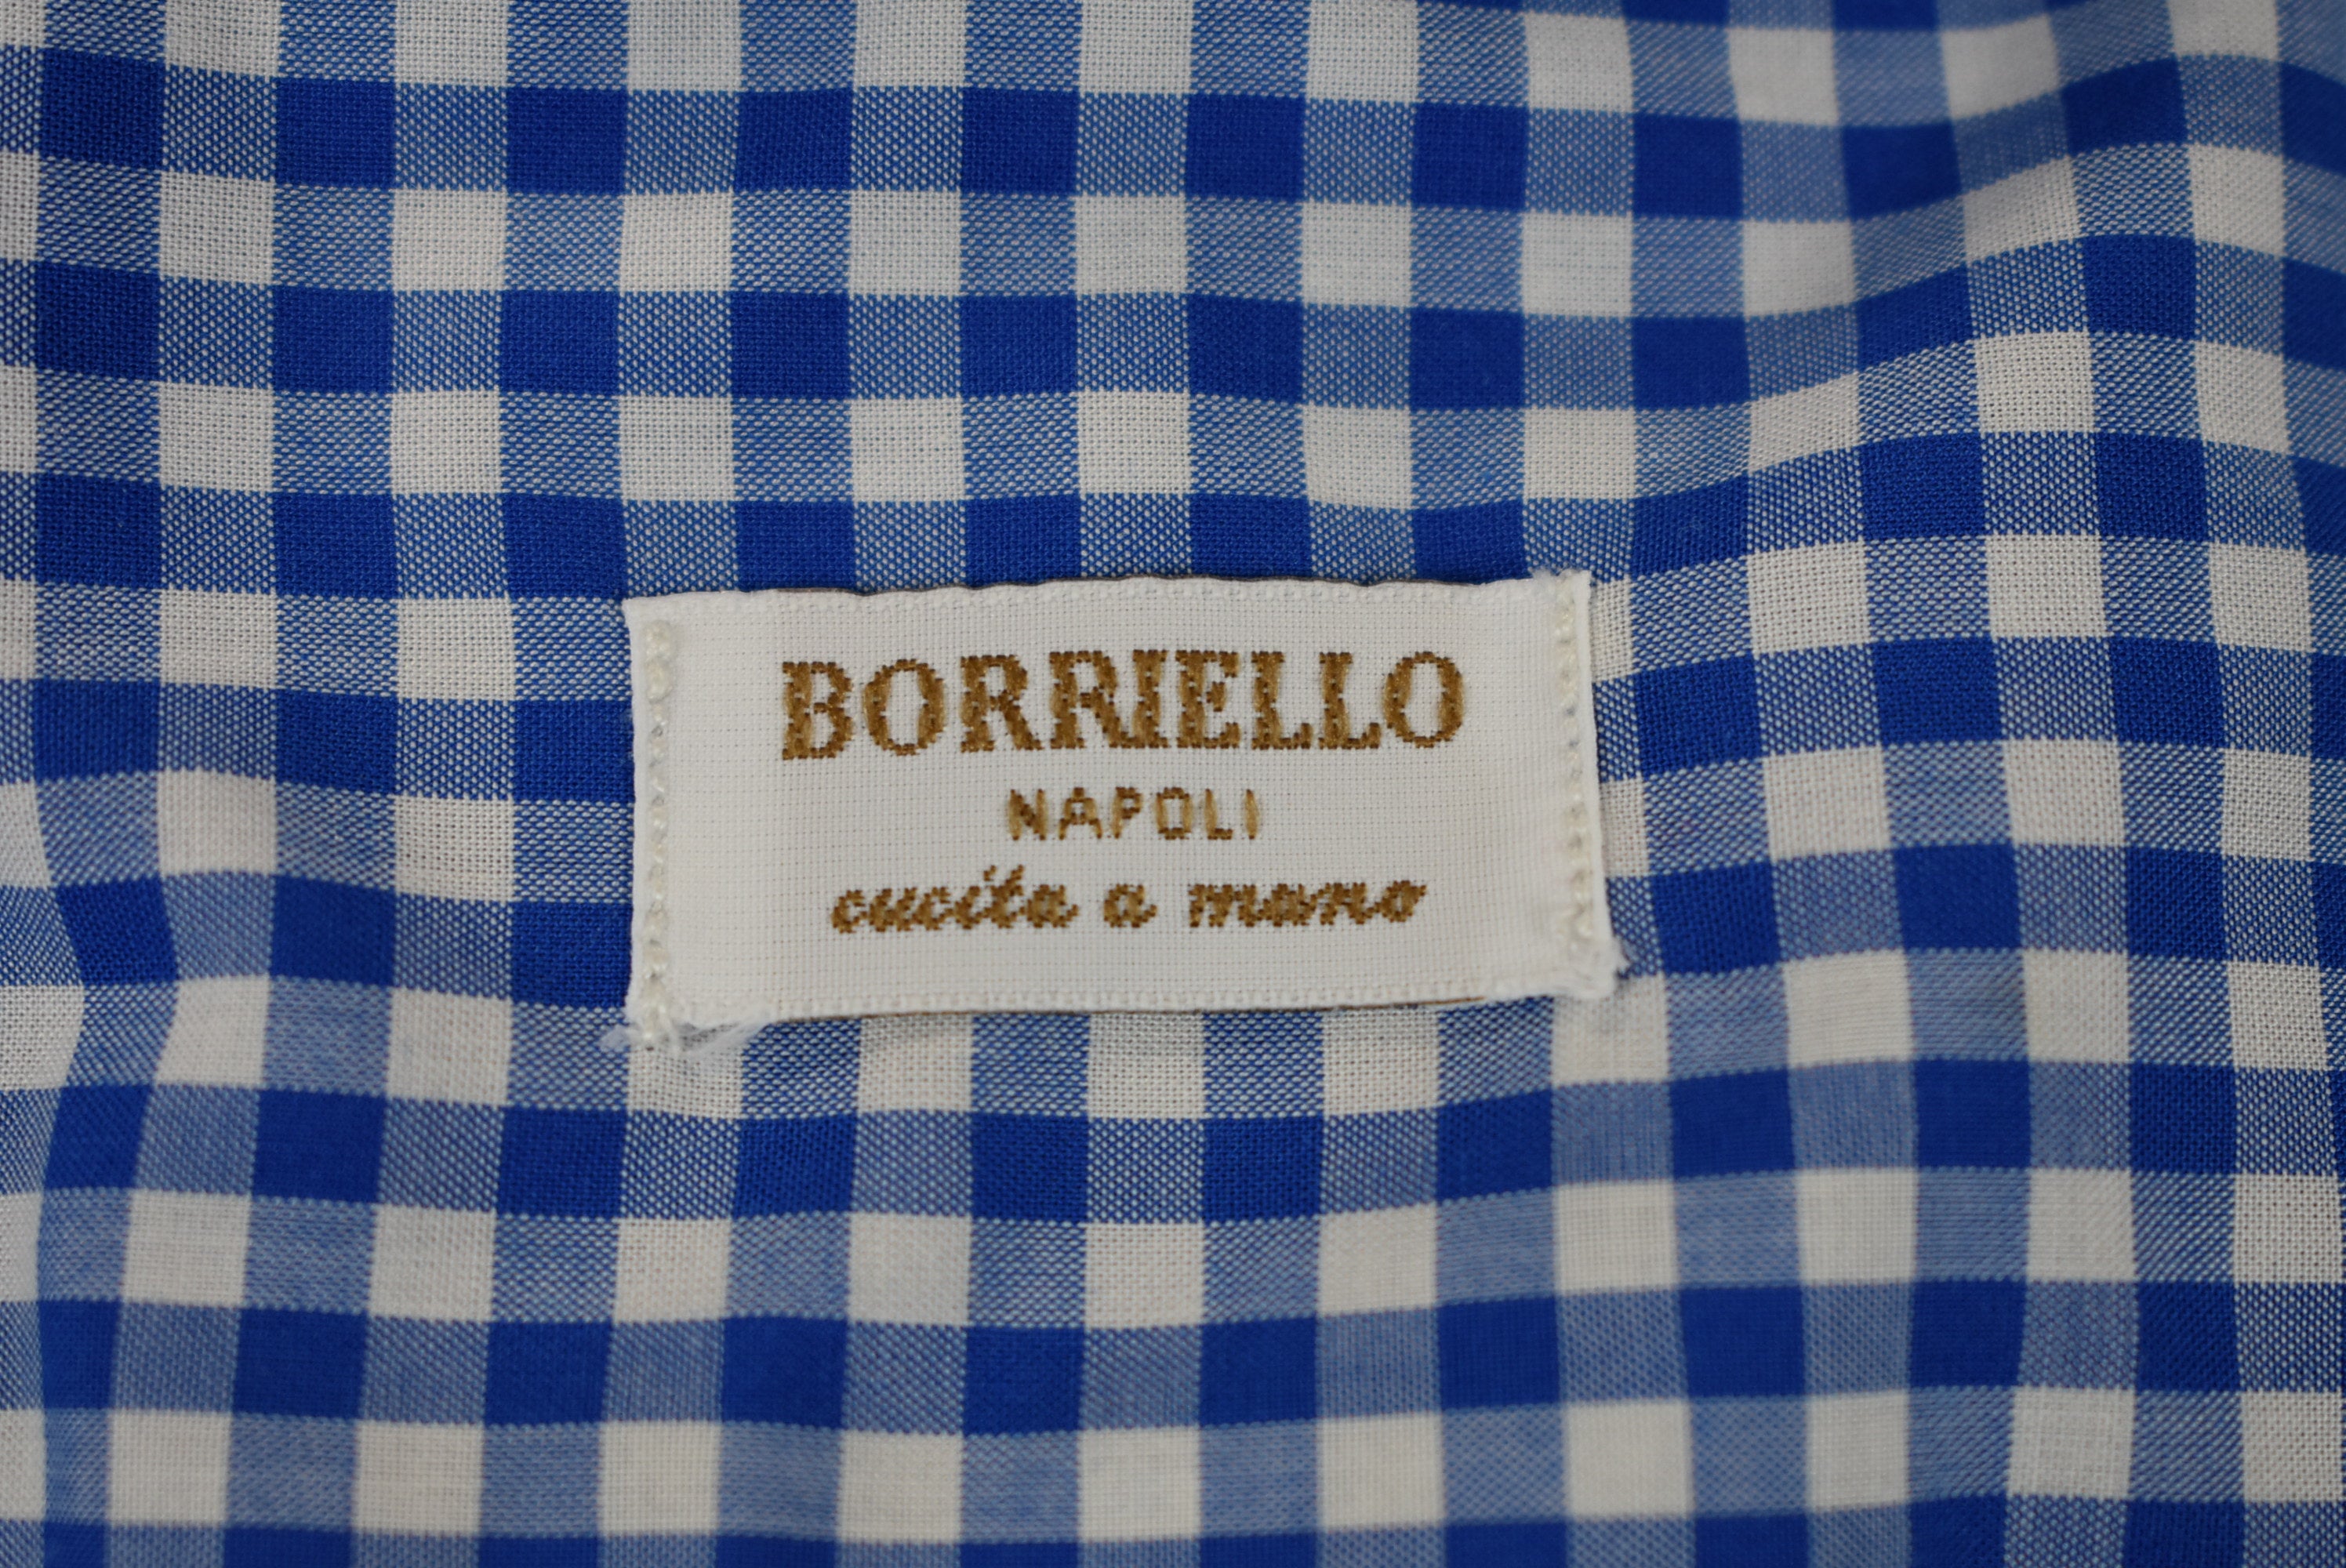 BORRIELLO
NAPOLI
cucita a mano